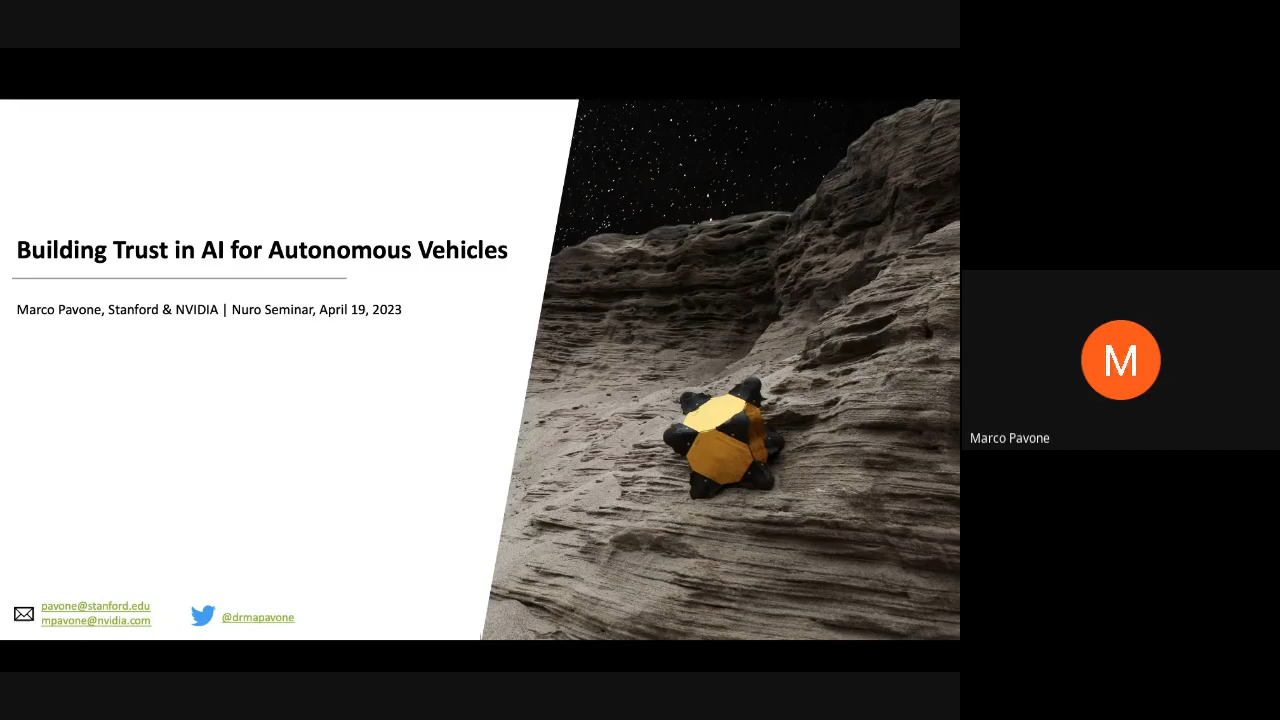 Building Trust in AI for Autonomous Vehicles
Marco Pavone, Stanford & NVIDIA | Nuro Seminar, April 19, 2023
pavone@stanford.edu
mpavone@nvidia.com
@drmapavone
M
Marco Pavone